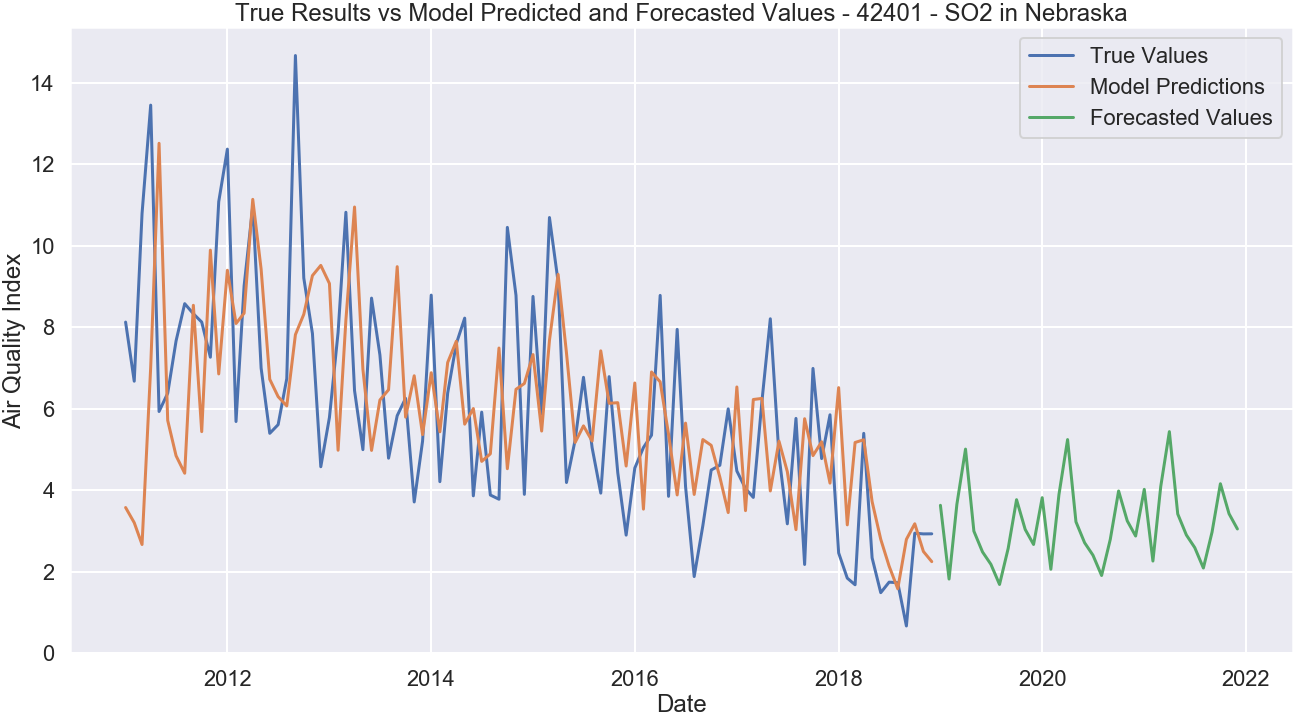 True Results vs Model Predicted and Forecasted Values - 42401 - SO2 in Nebraska
True Values
Model Predictions
Forecasted Values
Air Quality Index
14
12
10
8
6
4
2
0
2012 2014 2016 2018 2020 2022
Date